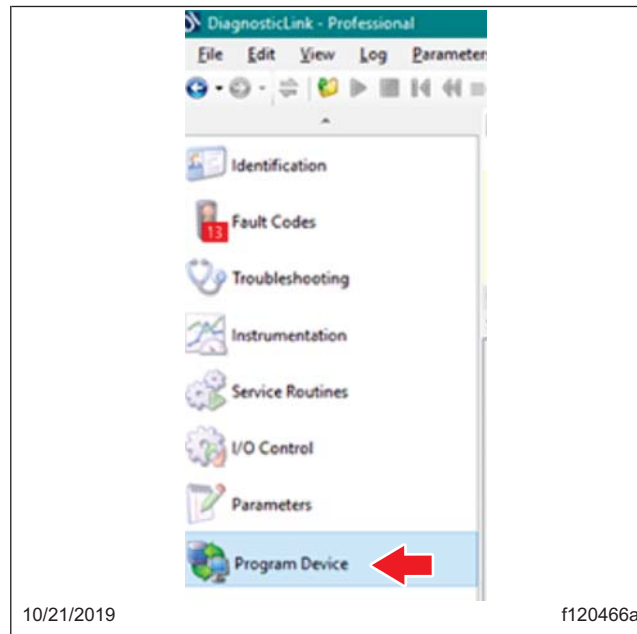 DiagnosticLink - Professional
File Edit View Log Parameter
Identification
13
Fault Codes
Troubleshooting
Instrumentation
Service Routines
I/O Control
Parameters
Program Device
10/21/2019 f120466a